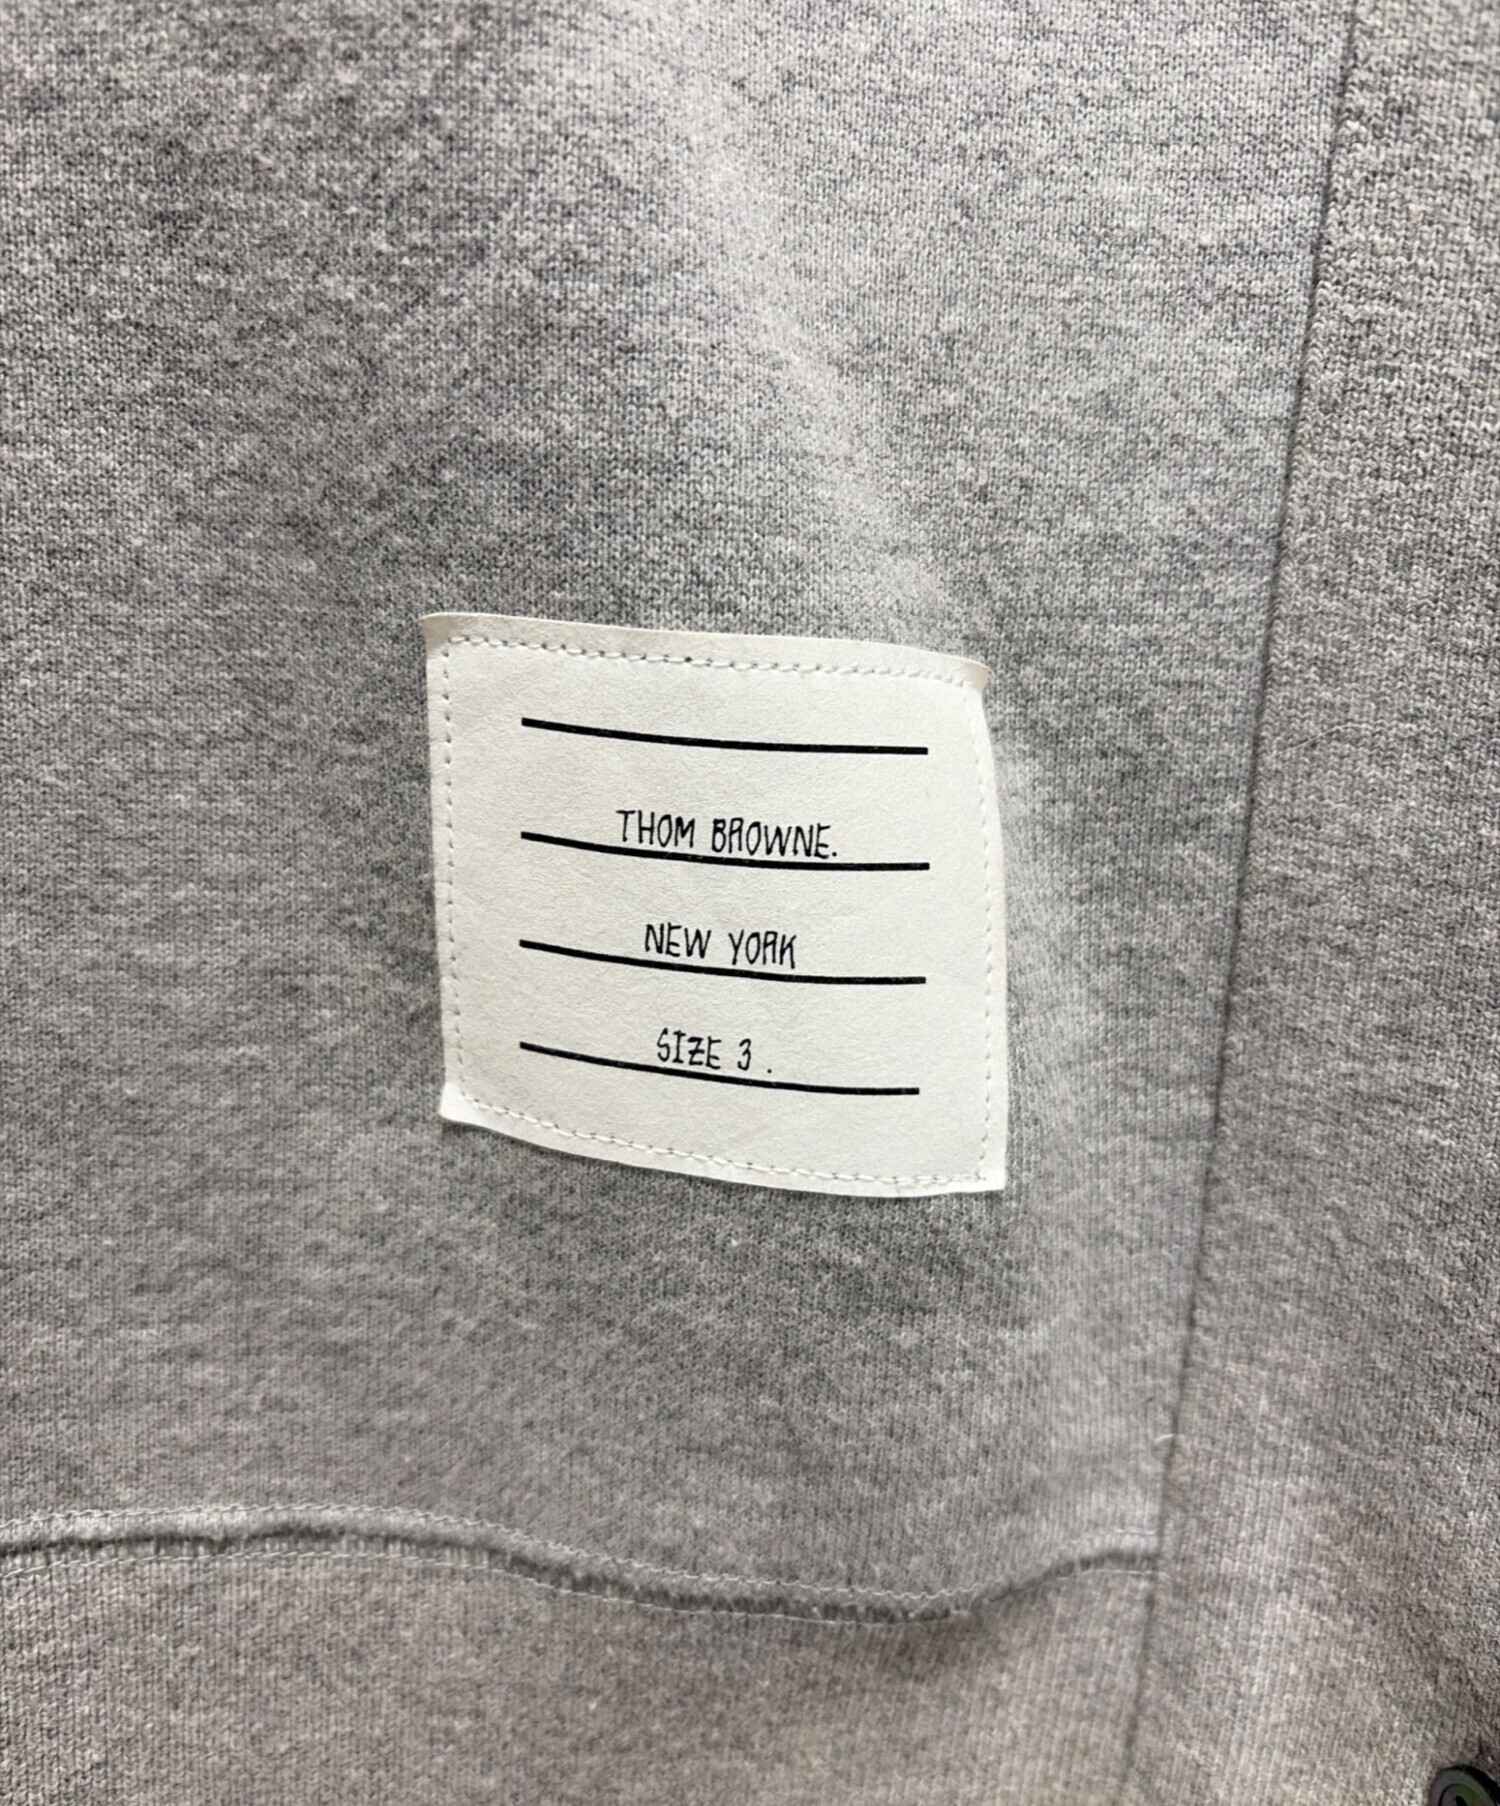 THOM BROWNE.
NEW YORK
SIZE 3 .